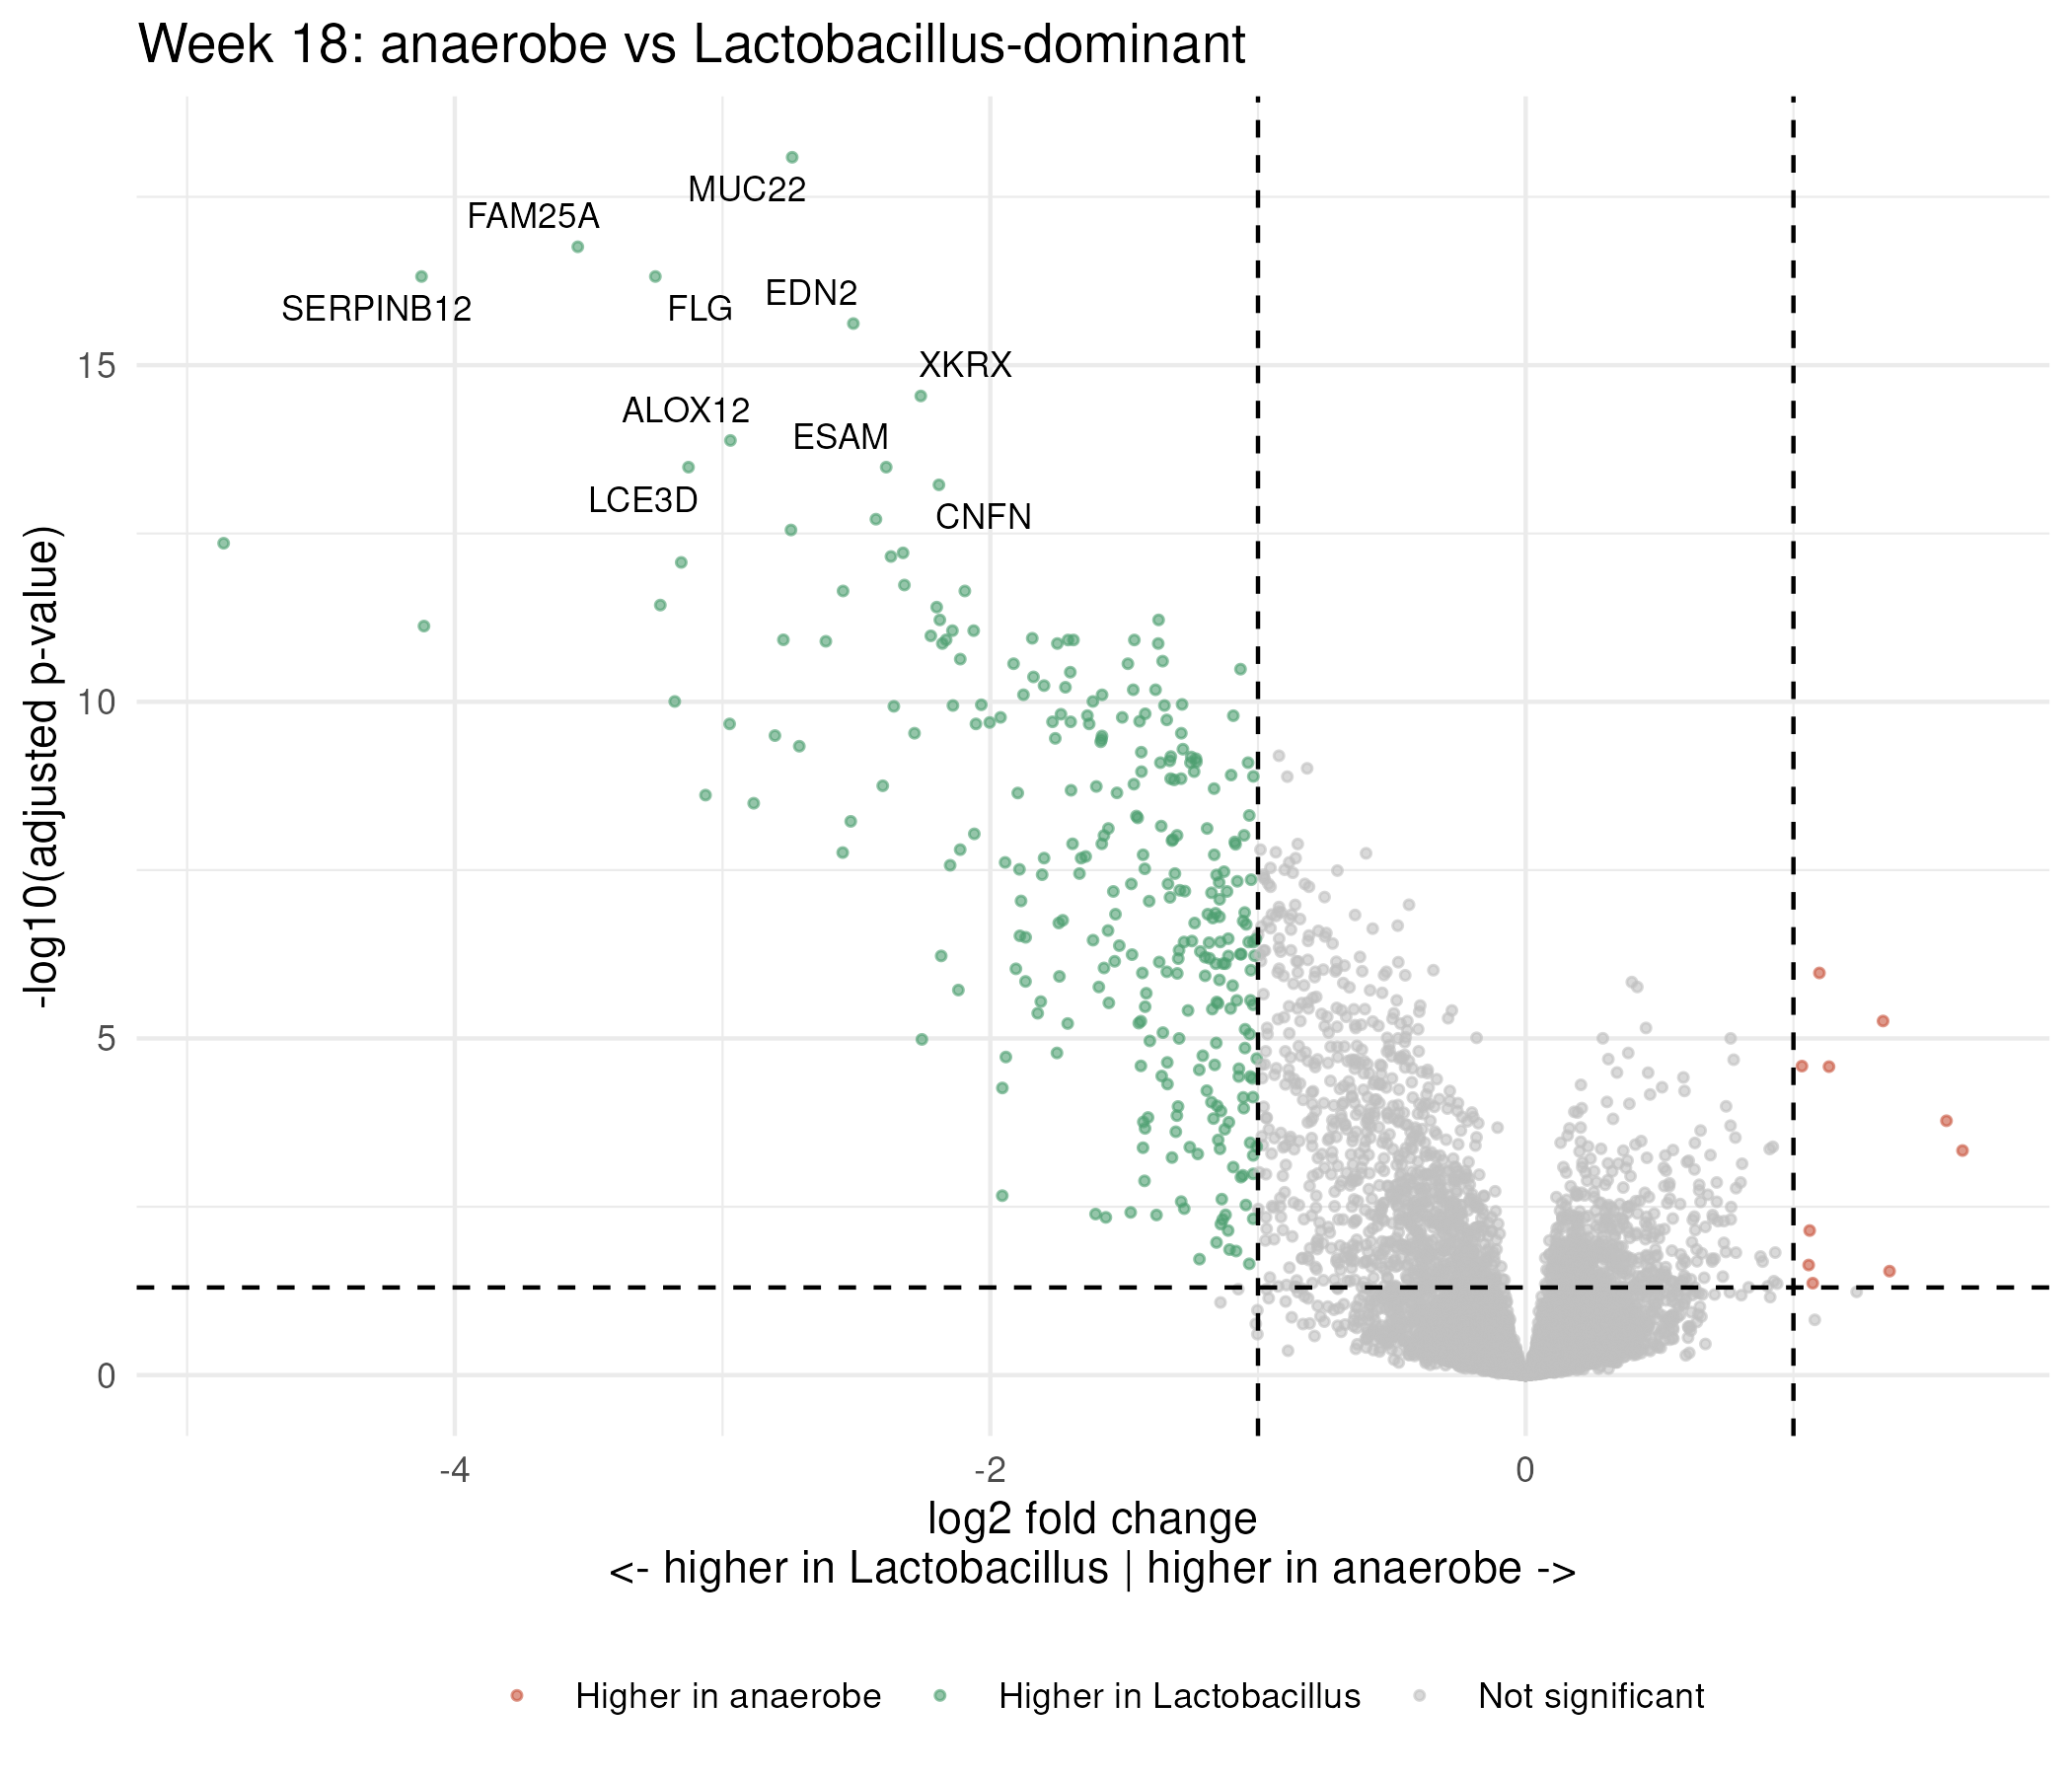 Week 18: anaerobe vs Lactobacillus-dominant
MUC22
FAM25A
SERPINB12
FLG
EDN2
XKRX
ALOX12
ESAM
LCE3D
CNFN
-log10(adjusted p-value)
15
10
5
0
-4
-2
0
log2 fold change
<- higher in Lactobacillus | higher in anaerobe ->
Higher in anaerobe
Higher in Lactobacillus
Not significant